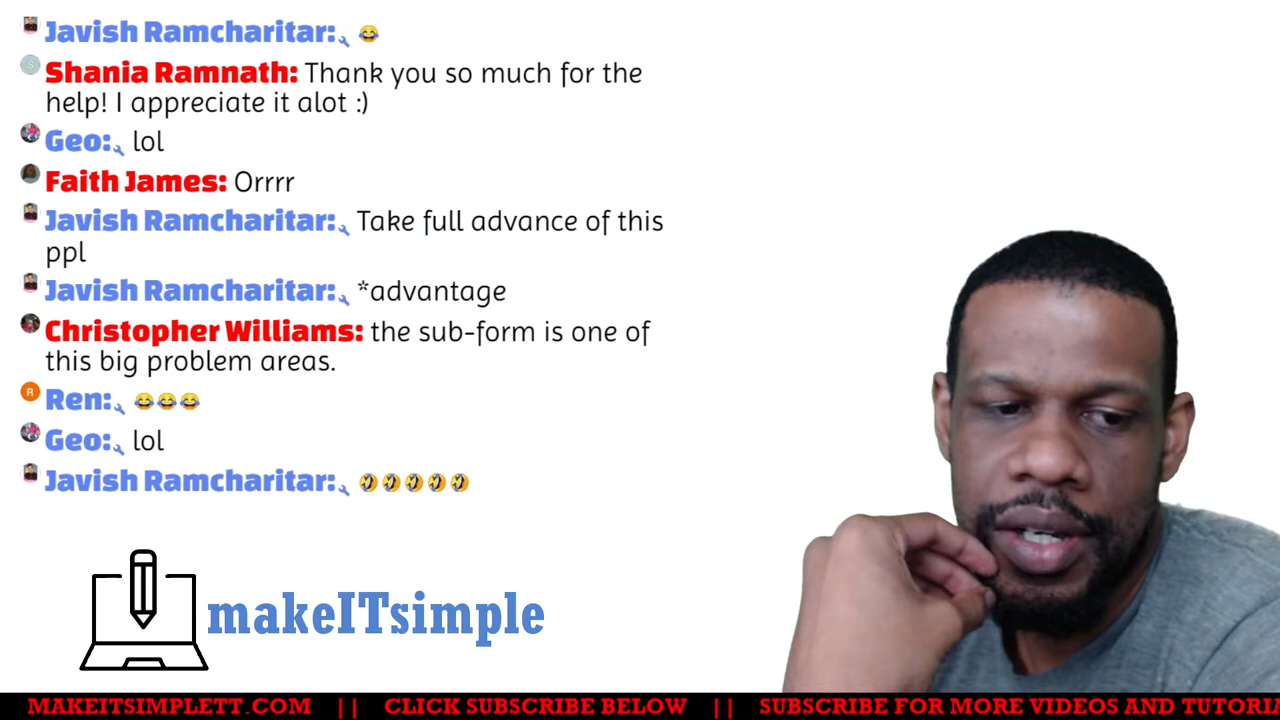 Javish Ramcharitar: 😂
S Shania Ramnath: Thank you so much for the
help! I appreciate it alot :)
Geo: lol
Faith James: Orrrr
Javish Ramcharitar: Take full advance of this
ppl
Javish Ramcharitar: *advantage
Christopher Williams: the sub-form is one of
this big problem areas.
R Ren: 😂😂😂
Geo: lol
Javish Ramcharitar: 🤣🤣🤣🤣🤣
makeITsimple
MAKEITSIMPLETT.COM || CLICK SUBSCRIBE BELOW || SUBSCRIBE FOR MORE VIDEOS AND TUTORIA